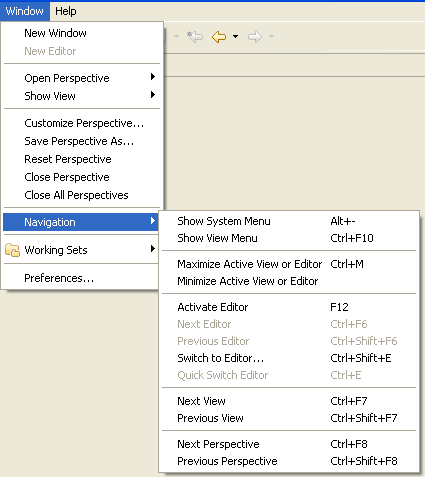 Window Help
New Window
New Editor
Open Perspective
Show View
Customize Perspective...
Save Perspective As...
Reset Perspective
Close Perspective
Close All Perspectives
Navigation
Working Sets
Preferences...
Show System Menu Alt+-
Show View Menu Ctrl+F10
Maximize Active View or Editor Ctrl+M
Minimize Active View or Editor
Activate Editor F12
Next Editor Ctrl+F6
Previous Editor Ctrl+Shift+F6
Switch to Editor... Ctrl+Shift+E
Quick Switch Editor Ctrl+E
Next View Ctrl+F7
Previous View Ctrl+Shift+F7
Next Perspective Ctrl+F8
Previous Perspective Ctrl+Shift+F8